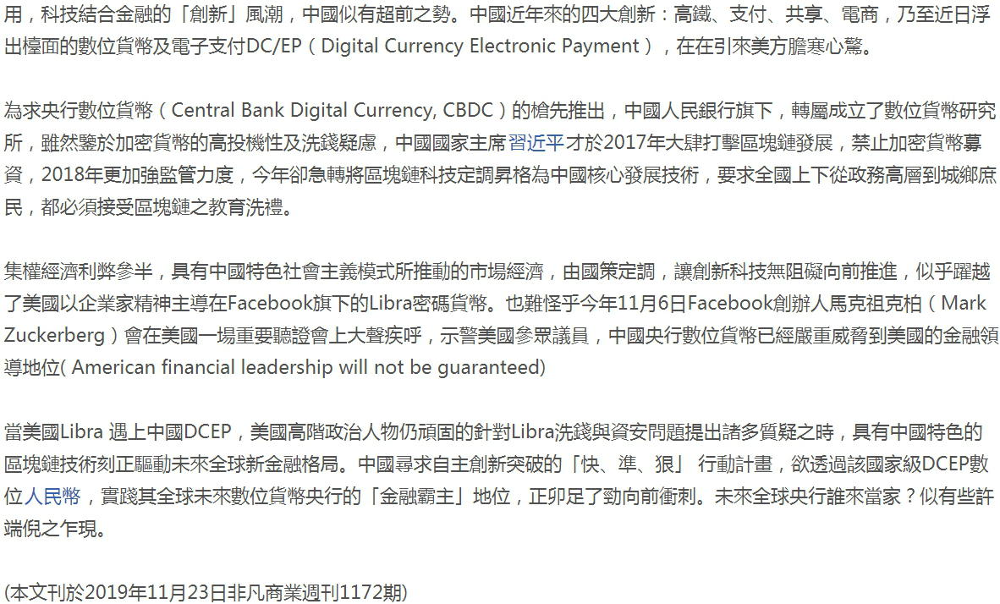 用，科技結合金融的「創新」風潮，中國似有超前之勢。中國近年來的四大創新：高鐵、支付、共享、電商，乃至近日浮
出檯面的數位貨幣及電子支付DC/EP（Digital Currency Electronic Payment），在在引來美方膽寒心驚。
為求央行數位貨幣（Central Bank Digital Currency, CBDC）的槍先推出，中國人民銀行旗下，轉屬成立了數位貨幣研究
所，雖然鑒於加密貨幣的高投機性及洗錢疑慮，中國國家主席習近平才於2017年大肆打擊區塊鏈發展，禁止加密貨幣募
資，2018年更加強監管力度，今年卻急轉將區塊鏈科技定調昇格為中國核心發展技術，要求全國上下從政務高層到城鄉庶
民，都必須接受區塊鏈之教育洗禮。
集權經濟利弊參半，具有中國特色社會主義模式所推動的市場經濟，由國策定調，讓創新科技無阻礙向前推進，似乎躍越
了美國以企業家精神主導在Facebook旗下的Libra密碼貨幣。也難怪乎今年11月6日Facebook創辦人馬克祖克柏（Mark
Zuckerberg）會在美國一場重要聽證會上大聲疾呼，示警美國參眾議員，中國央行數位貨幣已經嚴重威脅到美國的金融領
導地位( American financial leadership will not be guaranteed)
當美國Libra 遇上中國DCEP，美國高階政治人物仍頑固的針對Libra洗錢與資安問題提出諸多質疑之時，具有中國特色的
區塊鏈技術刻正驅動未來全球新金融格局。中國尋求自主創新突破的「快、準、狠」 行動計畫，欲透過該國家級DCEP數
位人民幣，實踐其全球未來數位貨幣央行的「金融霸主」地位，正卯足了勁向前衝刺。未來全球央行誰來當家？似有些許
端倪之乍現。
(本文刊於2019年11月23日非凡商業週刊1172期)